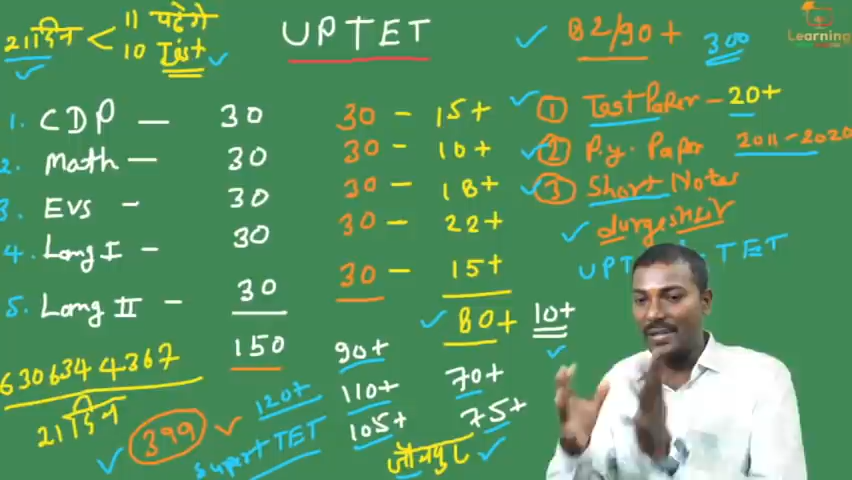 21 दिन < 11 पढ़ेंगे
10 Test
UPTET
82/90+
300
Learning
1. CDP — 30
2. Math — 30
3. EVS - 30
4. Lang I - 30
5. Lang II - 30
150
30 - 15+
30 - 10+
30 - 18+
30 - 22+
30 - 15+
80+
10+
① Test Paper - 20+
② P.y. Paper 2011-2020
③ Short Notes
durgesh sir
TET
6306344367
21 दिन
399
120+
Super TET
90+
110+
105+
70+
75+
जौनपुर